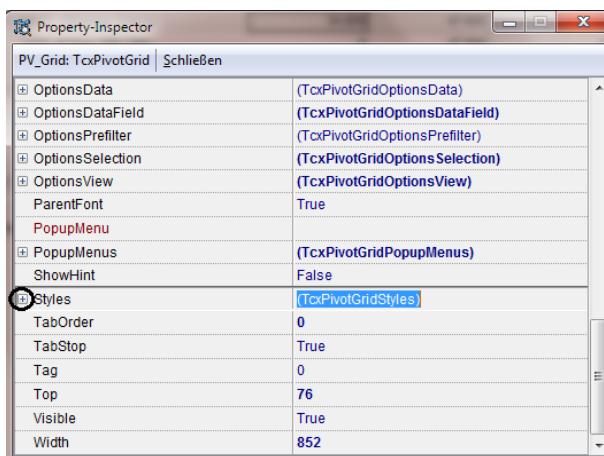 Property-Inspector
PV_Grid: TcxPivotGrid Schließen
OptionsData (TcxPivotGridOptionsData)
OptionsDataField (TcxPivotGridOptionsDataField)
OptionsPrefilter (TcxPivotGridOptionsPrefilter)
OptionsSelection (TcxPivotGridOptionsSelection)
OptionsView (TcxPivotGridOptionsView)
ParentFont True
PopupMenu
PopupMenus (TcxPivotGridPopupMenus)
ShowHint False
Styles (TcxPivotGridStyles)
TabOrder 0
TabStop True
Tag 0
Top 76
Visible True
Width 852